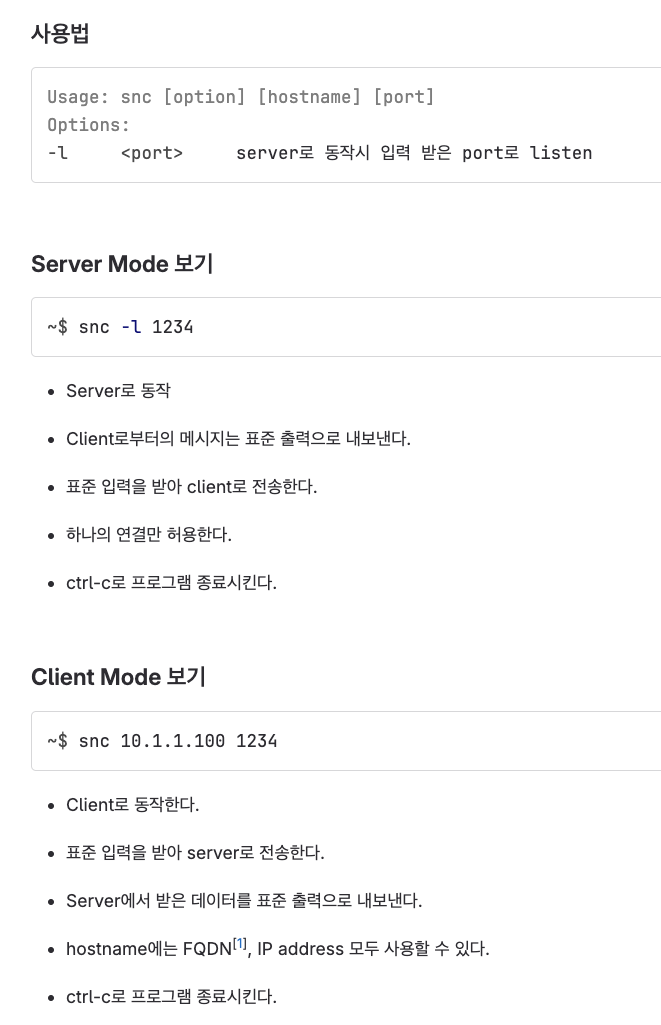 사용법
Usage: snc [option] [hostname] [port]
Options:
-l     <port>     server로 동작시 입력 받은 port로 listen
Server Mode 보기
~$ snc -l 1234
• Server로 동작
• Client로부터의 메시지는 표준 출력으로 내보낸다.
• 표준 입력을 받아 client로 전송한다.
• 하나의 연결만 허용한다.
• ctrl-c로 프로그램 종료시킨다.
Client Mode 보기
~$ snc 10.1.1.100 1234
• Client로 동작한다.
• 표준 입력을 받아 server로 전송한다.
• Server에서 받은 데이터를 표준 출력으로 내보낸다.
• hostname에는 FQDN[1], IP address 모두 사용할 수 있다.
• ctrl-c로 프로그램 종료시킨다.